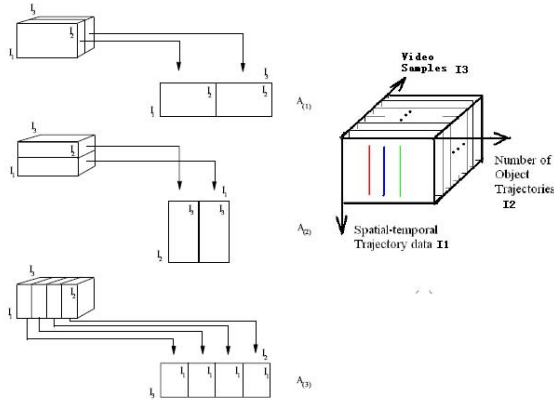 I3
I2
I1
I3
I2
I2
I1
A(1)
I3
I2
I1
I1
I3
I3
I2
A(2)
I3
I2
I1
I2
I1
I1
I1
I1
I3
A(3)
Video
Samples I3
Number of
Object
Trajectories
I2
Spatial-temporal
Trajectory data I1